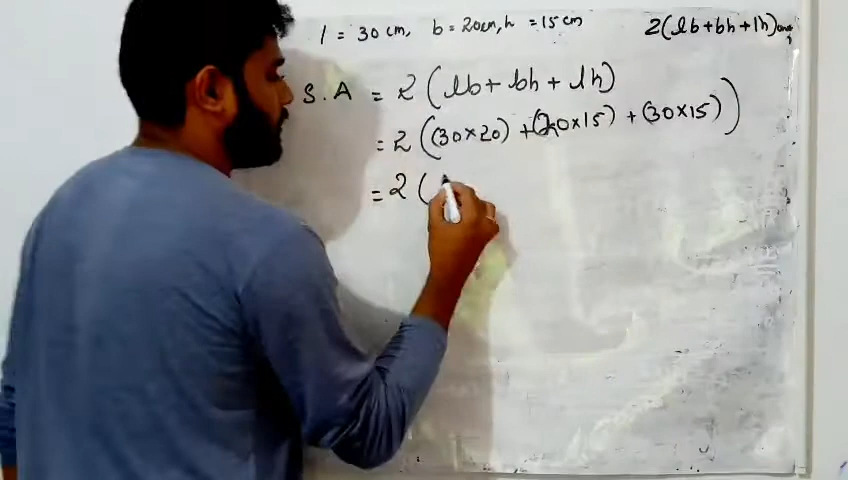 l = 30 cm, b = 20cm, h = 15 cm
2(lb+bh+lh)
S.A = 2 (lb + bh + lh)
= 2 ((30×20) + (20×15) + (30×15))
= 2 (